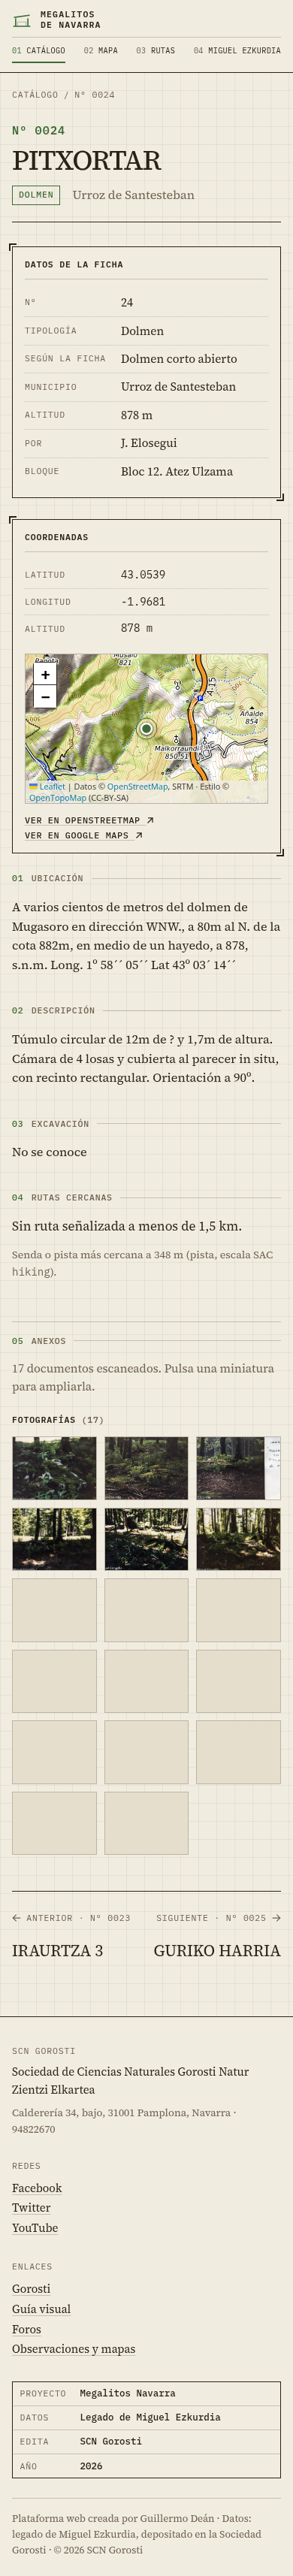 MEGALITOS
DE NAVARRA
01 CATÁLOGO 02 MAPA 03 RUTAS 04 MIGUEL EZKURDIA
CATÁLOGO / Nº 0024
Nº 0024
PITXORTAR
DOLMEN Urroz de Santesteban
DATOS DE LA FICHA
Nº 24
TIPOLOGÍA Dolmen
SEGÚN LA FICHA Dolmen corto abierto
MUNICIPIO Urroz de Santesteban
ALTITUD 878 m
POR J. Elosegui
BLOQUE Bloc 12. Atez Ulzama
COORDENADAS
LATITUD 43.0539
LONGITUD -1.9681
ALTITUD 878 m
821
+
−
A-15
Añalde
854
P
Malkorraundi
850.51
Leaflet | Datos © OpenStreetMap, SRTM · Estilo ©
OpenTopoMap (CC-BY-SA)
VER EN OPENSTREETMAP ↗
VER EN GOOGLE MAPS ↗
01 UBICACIÓN
A varios cientos de metros del dolmen de
Mugasoro en dirección WNW., a 80m al N. de la
cota 882m, en medio de un hayedo, a 878,
s.n.m. Long. 1º 58´´ 05´´ Lat 43º 03´ 14´´
02 DESCRIPCIÓN
Túmulo circular de 12m de ? y 1,7m de altura.
Cámara de 4 losas y cubierta al parecer in situ,
con recinto rectangular. Orientación a 90º.
03 EXCAVACIÓN
No se conoce
04 RUTAS CERCANAS
Sin ruta señalizada a menos de 1,5 km.
Senda o pista más cercana a 348 m (pista, escala SAC
hiking).
05 ANEXOS
17 documentos escaneados. Pulsa una miniatura
para ampliarla.
FOTOGRAFÍAS (17)
← ANTERIOR · Nº 0023 SIGUIENTE · Nº 0025 →
IRAURTZA 3 GURIKO HARRIA
SCN GOROSTI
Sociedad de Ciencias Naturales Gorosti Natur
Zientzi Elkartea
Calderería 34, bajo, 31001 Pamplona, Navarra ·
94822670
REDES
Facebook
Twitter
YouTube
ENLACES
Gorosti
Guía visual
Foros
Observaciones y mapas
PROYECTO Megalitos Navarra
DATOS Legado de Miguel Ezkurdia
EDITA SCN Gorosti
AÑO 2026
Plataforma web creada por Guillermo Deán · Datos:
legado de Miguel Ezkurdia, depositado en la Sociedad
Gorosti · © 2026 SCN Gorosti